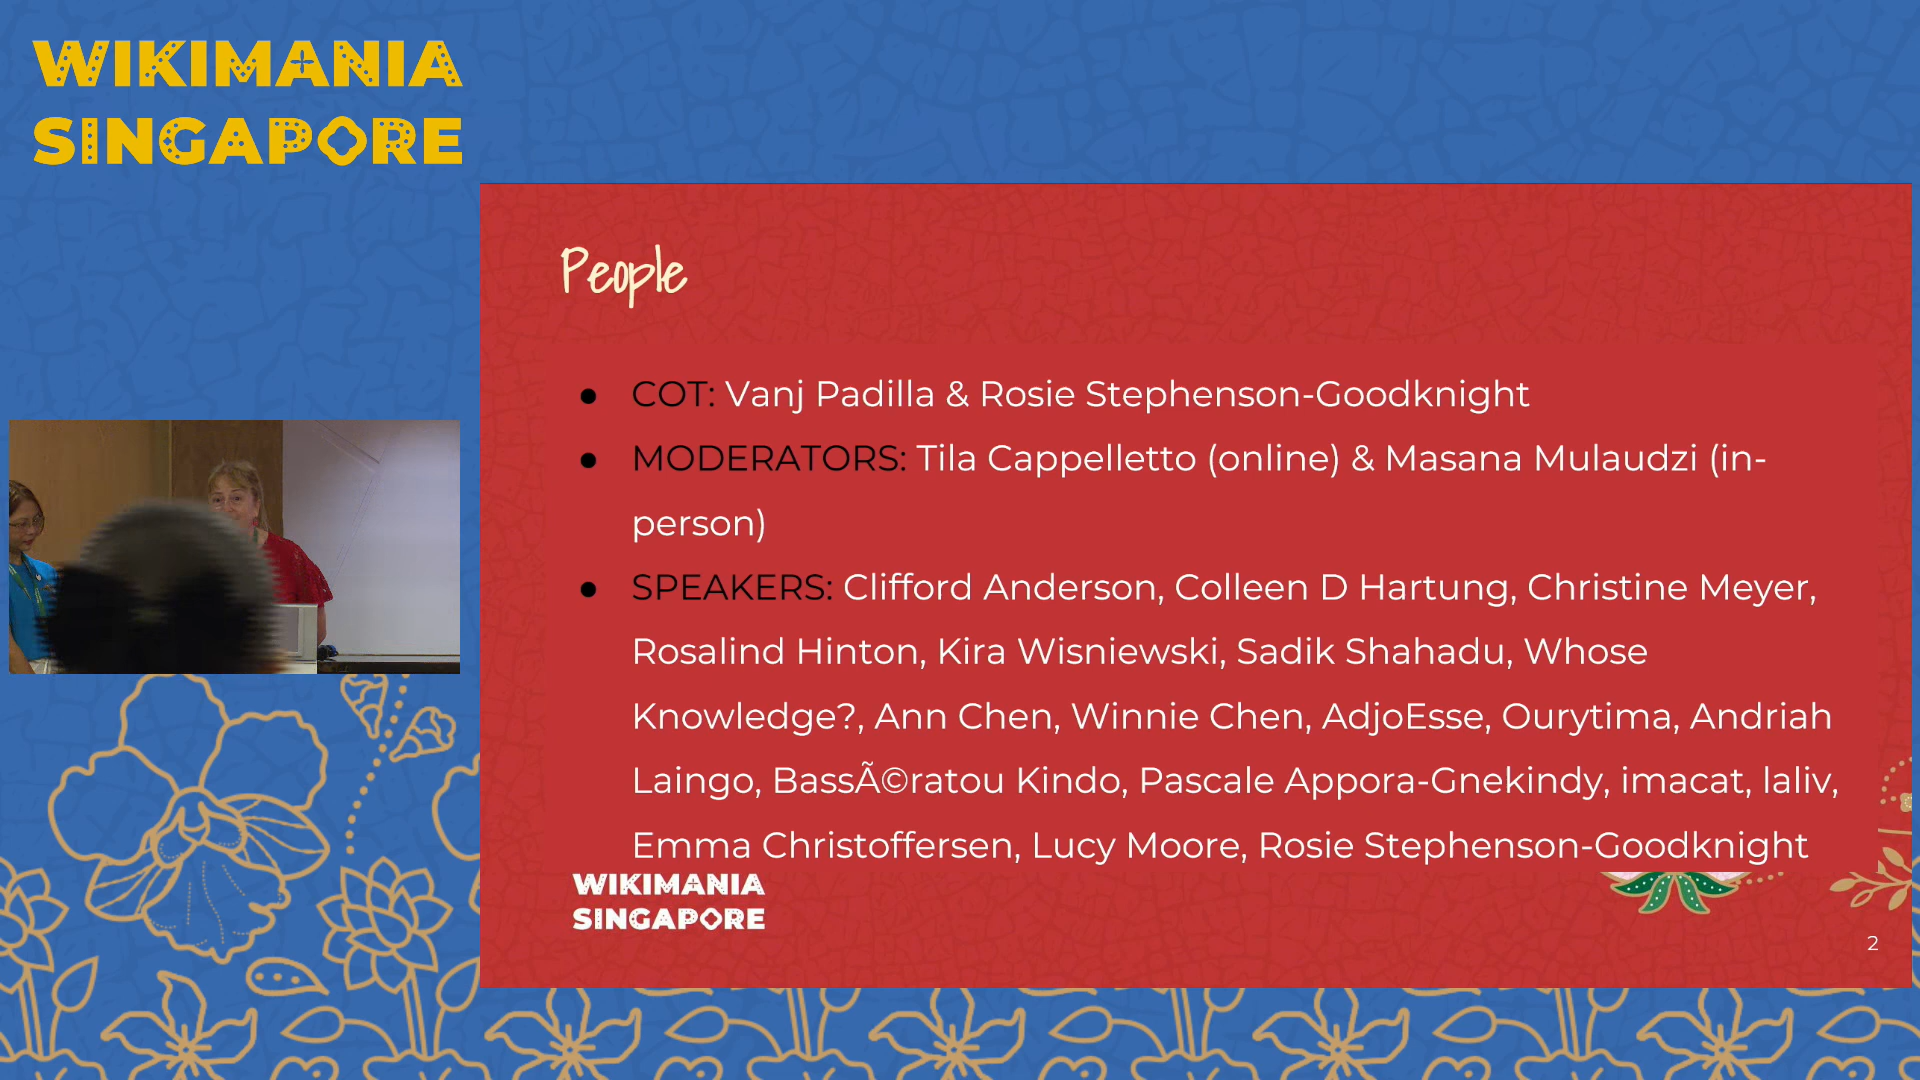 WIKIMANIA
SINGAPORE
People
● COT: Vanj Padilla & Rosie Stephenson-Goodknight
● MODERATORS: Tila Cappelletto (online) & Masana Mulaudzi (in-
person)
● SPEAKERS: Clifford Anderson, Colleen D Hartung, Christine Meyer,
Rosalind Hinton, Kira Wisniewski, Sadik Shahadu, Whose
Knowledge?, Ann Chen, Winnie Chen, AdjoEsse, Ourytima, Andriah
Laingo, BassÃ©ratou Kindo, Pascale Appora-Gnekindy, imacat, laliv,
Emma Christoffersen, Lucy Moore, Rosie Stephenson-Goodknight
WIKIMANIA
SINGAPORE
2